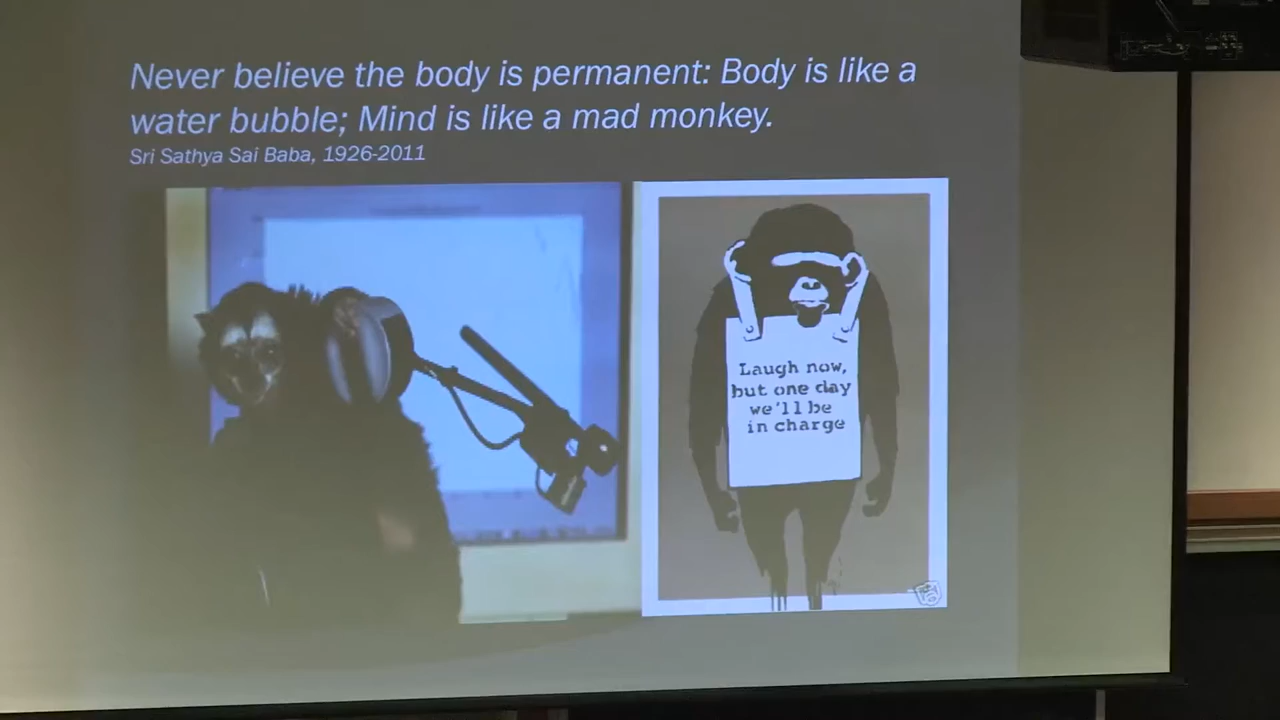 Never believe the body is permanent: Body is like a
water bubble; Mind is like a mad monkey.
Sri Sathya Sai Baba, 1926-2011
Laugh now,
but one day
we'll be
in charge